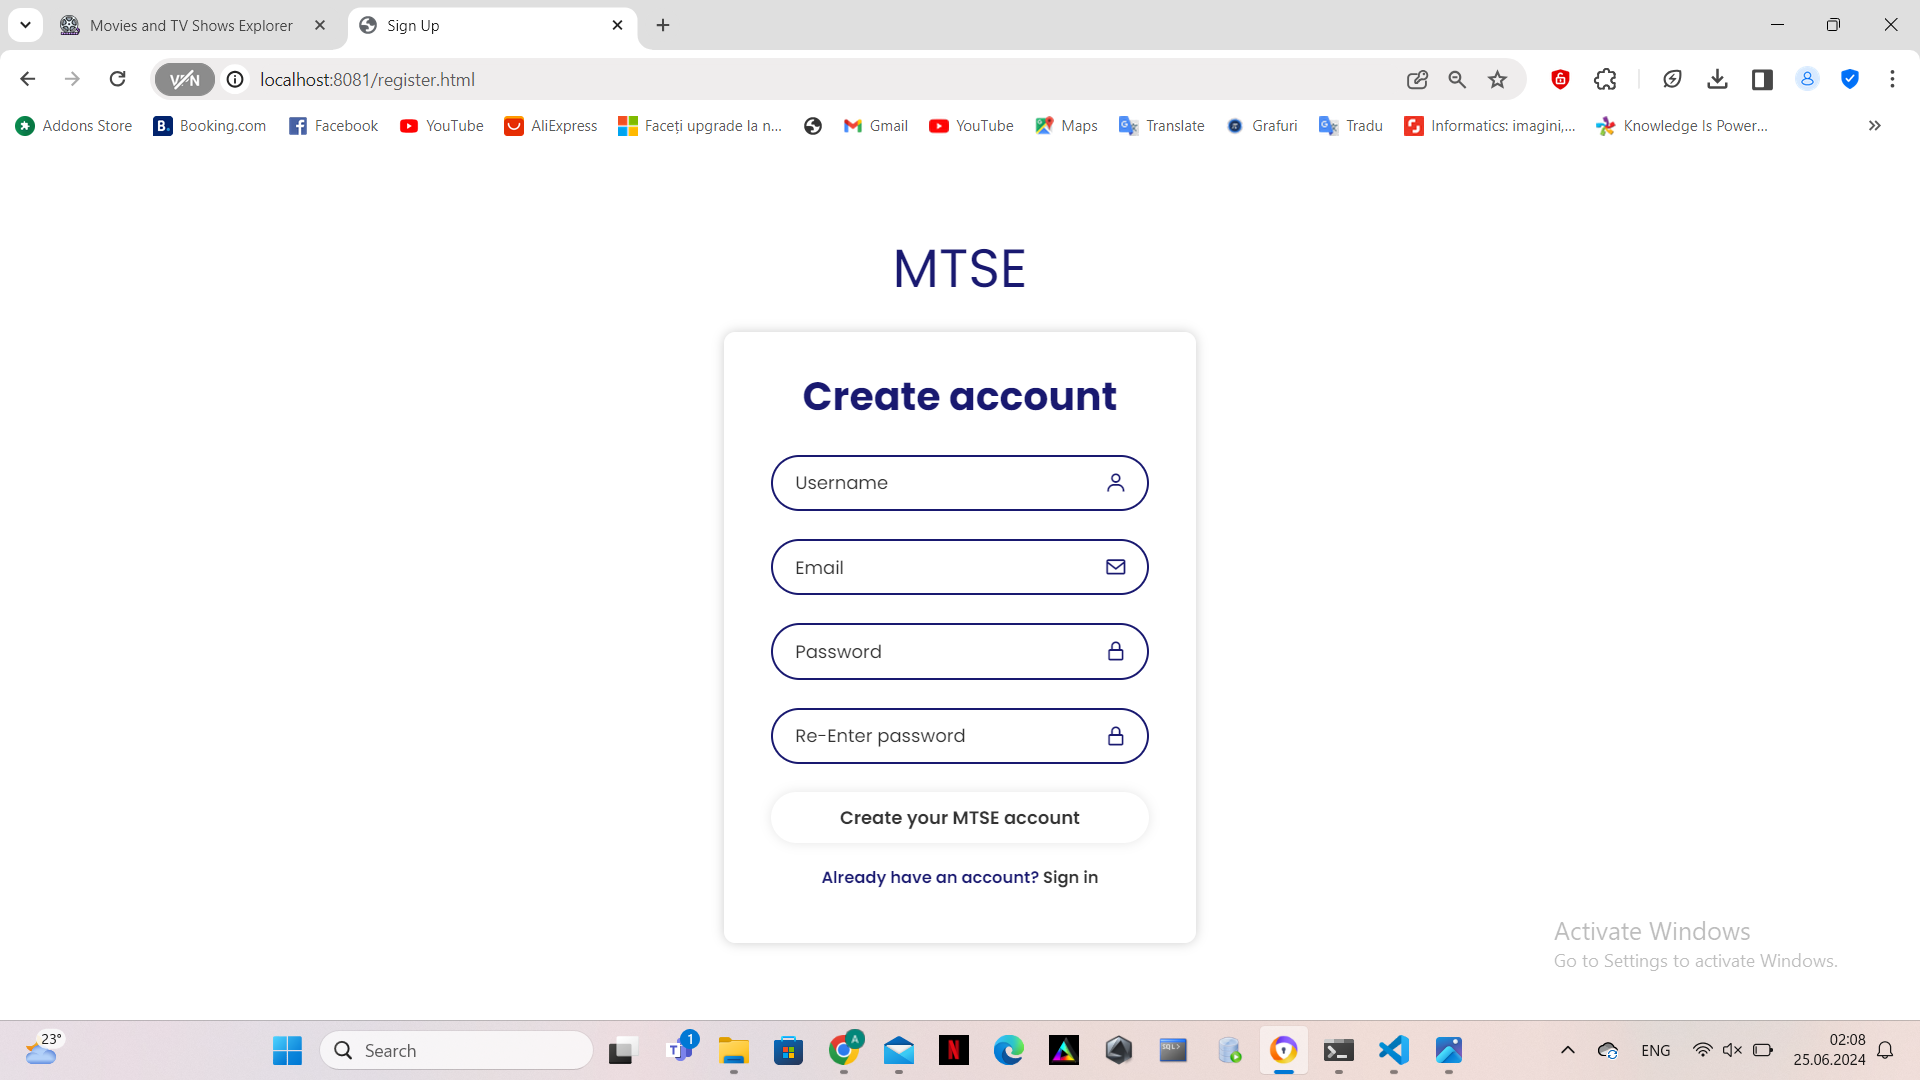 Movies and TV Shows Explorer
Sign Up
VPN
localhost:8081/register.html
Addons Store
B. Booking.com
Facebook
YouTube
AliExpress
Faceți upgrade la n...
Gmail
YouTube
Maps
Translate
Grafuri
Tradu
Informatics: imagini,...
Knowledge Is Power...
MTSE
Create account
Username
Email
Password
Re-Enter password
Create your MTSE account
Already have an account? Sign in
Activate Windows
Go to Settings to activate Windows.
23°
Search
1
A
N
SQL>
ENG
02:08
25.06.2024